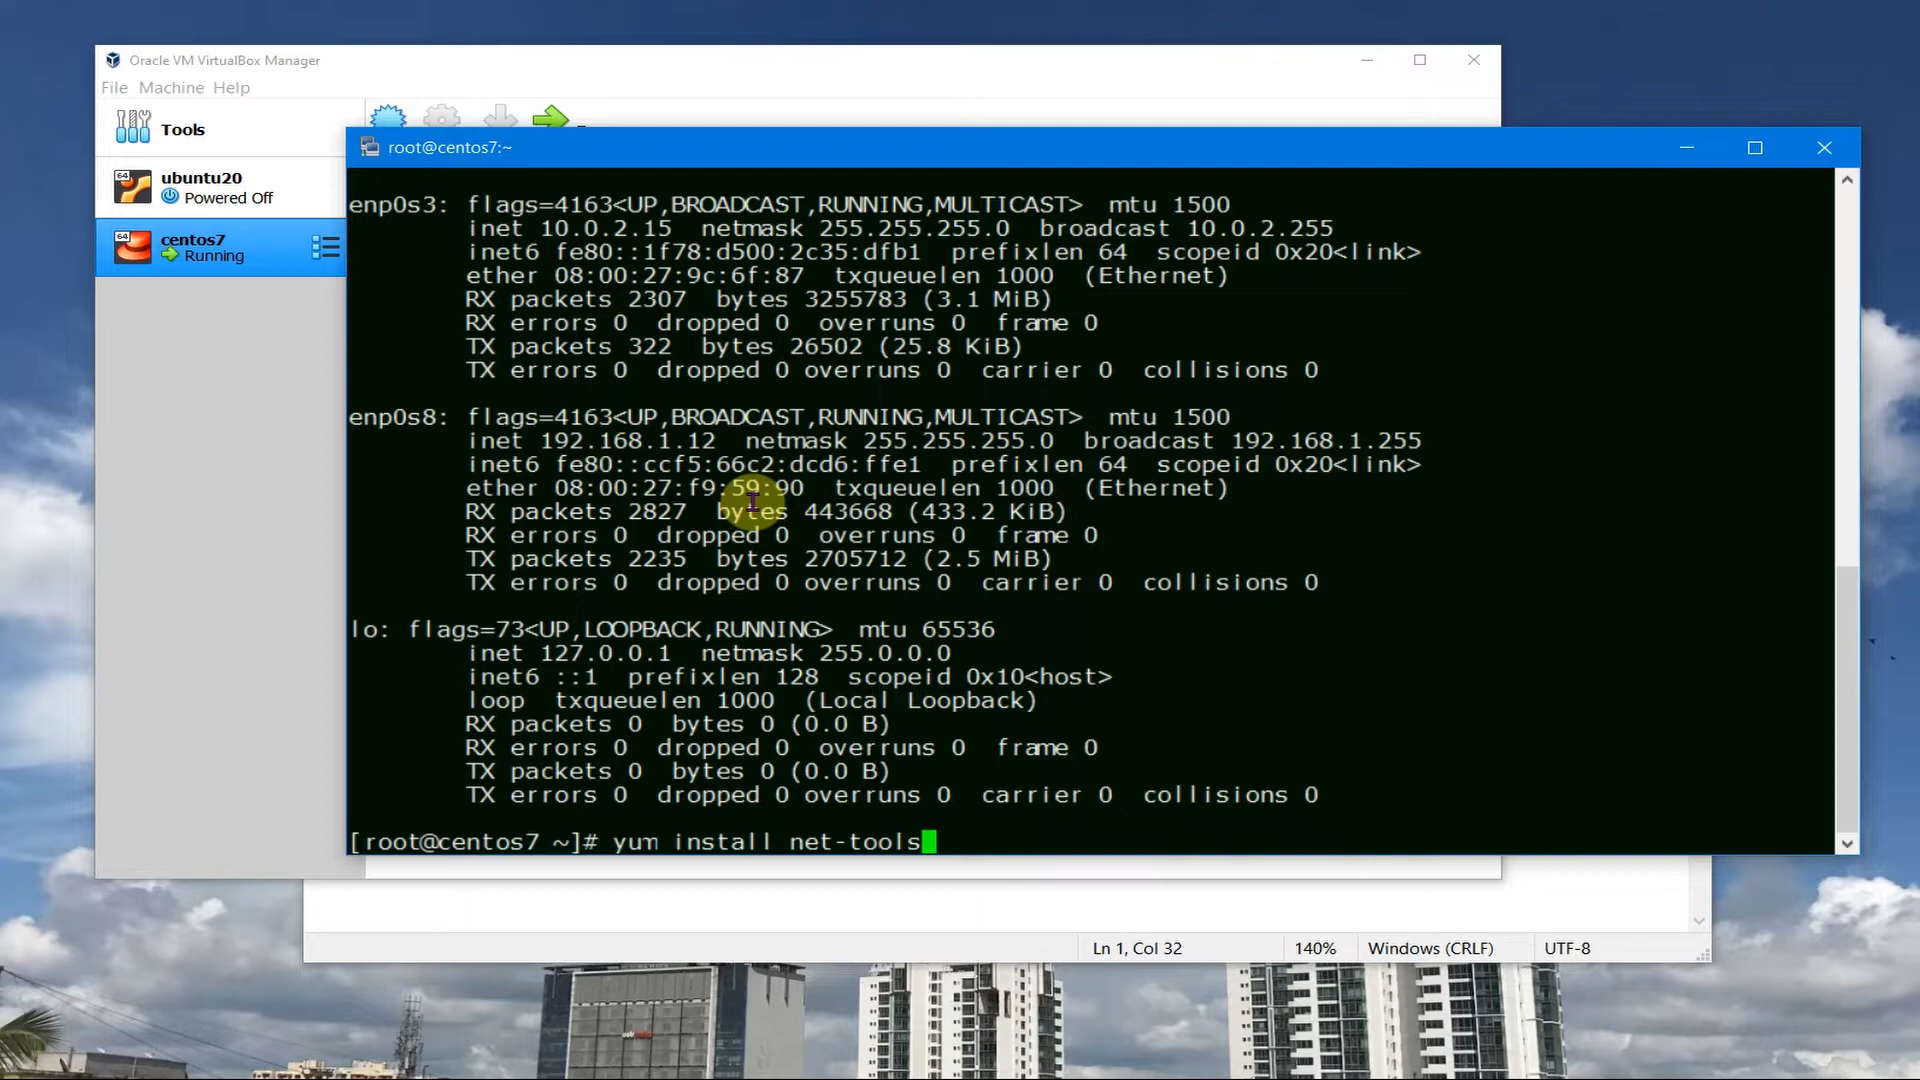 Oracle VM VirtualBox Manager
File Machine Help
Tools
64
ubuntu20
Powered Off
64
centos7
Running
root@centos7:~
enp0s3: flags=4163<UP,BROADCAST,RUNNING,MULTICAST> mtu 1500
inet 10.0.2.15 netmask 255.255.255.0 broadcast 10.0.2.255
inet6 fe80::1f78:d500:2c35:dfb1 prefixlen 64 scopeid 0x20<link>
ether 08:00:27:9c:6f:87 txqueuelen 1000 (Ethernet)
RX packets 2307 bytes 3255783 (3.1 MiB)
RX errors 0 dropped 0 overruns 0 frame 0
TX packets 322 bytes 26502 (25.8 KiB)
TX errors 0 dropped 0 overruns 0 carrier 0 collisions 0
enp0s8: flags=4163<UP,BROADCAST,RUNNING,MULTICAST> mtu 1500
inet 192.168.1.12 netmask 255.255.255.0 broadcast 192.168.1.255
inet6 fe80::ccf5:66c2:dcd6:ffe1 prefixlen 64 scopeid 0x20<link>
ether 08:00:27:f9:59:90 txqueuelen 1000 (Ethernet)
RX packets 2827 bytes 443668 (433.2 KiB)
RX errors 0 dropped 0 overruns 0 frame 0
TX packets 2235 bytes 2705712 (2.5 MiB)
TX errors 0 dropped 0 overruns 0 carrier 0 collisions 0
lo: flags=73<UP,LOOPBACK,RUNNING> mtu 65536
inet 127.0.0.1 netmask 255.0.0.0
inet6 ::1 prefixlen 128 scopeid 0x10<host>
loop txqueuelen 1000 (Local Loopback)
RX packets 0 bytes 0 (0.0 B)
RX errors 0 dropped 0 overruns 0 frame 0
TX packets 0 bytes 0 (0.0 B)
TX errors 0 dropped 0 overruns 0 carrier 0 collisions 0
[root@centos7 ~]# yum install net-tools
Ln 1, Col 32 140% Windows (CRLF) UTF-8